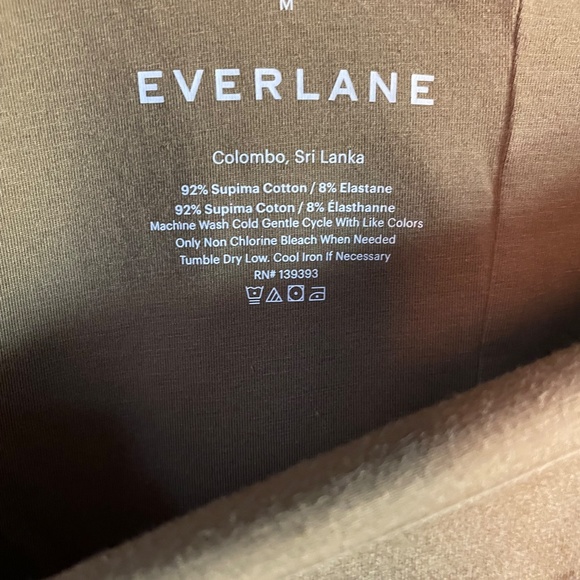 M
EVERLANE
Colombo, Sri Lanka
92% Supima Cotton / 8% Elastane
92% Supima Coton / 8% Élasthanne
Machine Wash Cold Gentle Cycle With Like Colors
Only Non Chlorine Bleach When Needed
Tumble Dry Low. Cool Iron If Necessary
RN# 139393